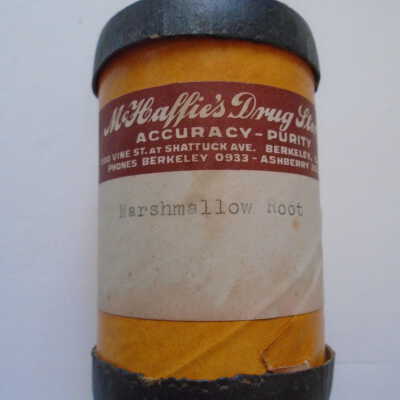 McHaffie's Drug
ACCURACY-PURITY
VINE ST. AT SHATTUCK AVE. BERKELEY,
PHONES BERKELEY 0933 - ASHBERRY
Marshmallow Root